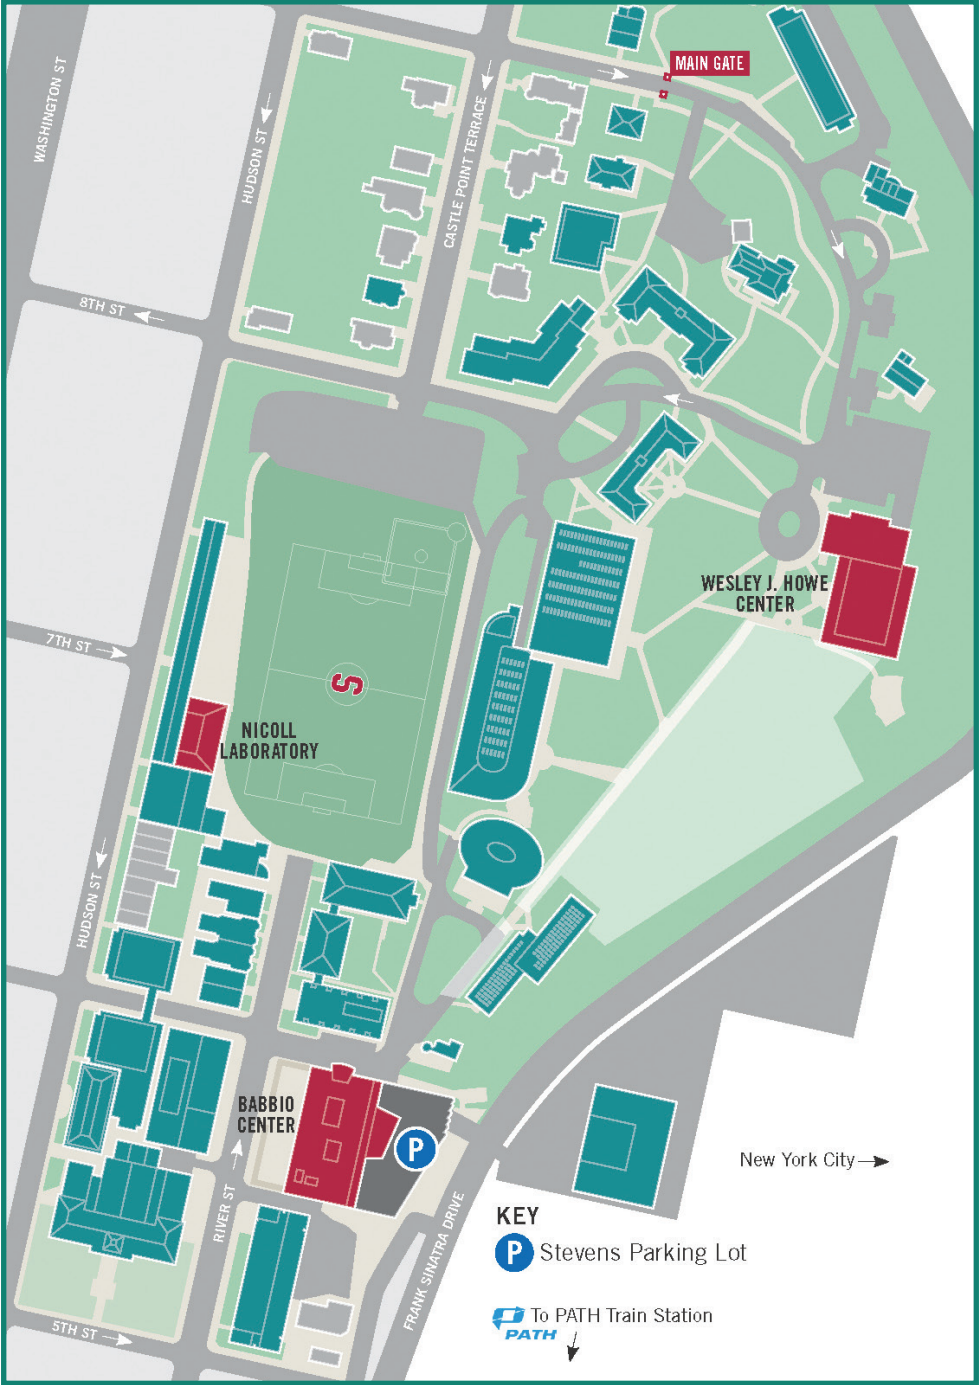 MAIN GATE
WASHINGTON ST
HUDSON ST
CASTLE POINT TERRACE
8TH ST
WESLEY J. HOWE
CENTER
7TH ST
S
NICOLL
LABORATORY
HUDSON ST
BABBIO
CENTER
P
New York City
RIVER ST
FRANK SINATRA DRIVE
KEY
P Stevens Parking Lot
To PATH Train Station
PATH
5TH ST